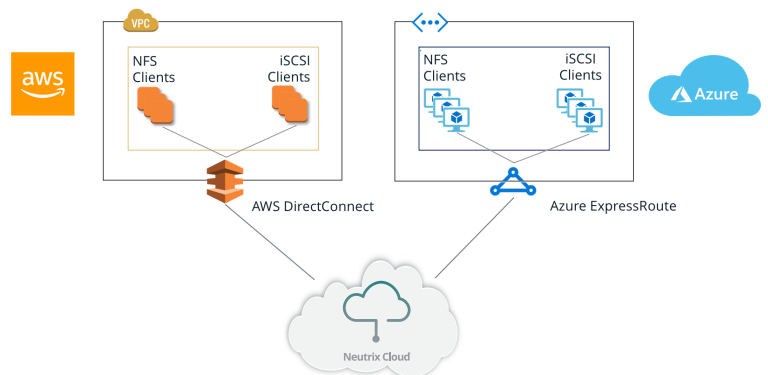 VPC
aws
NFS
Clients
iSCSI
Clients
NFS
Clients
iSCSI
Clients
Azure
AWS DirectConnect
Azure ExpressRoute
Neutrix Cloud